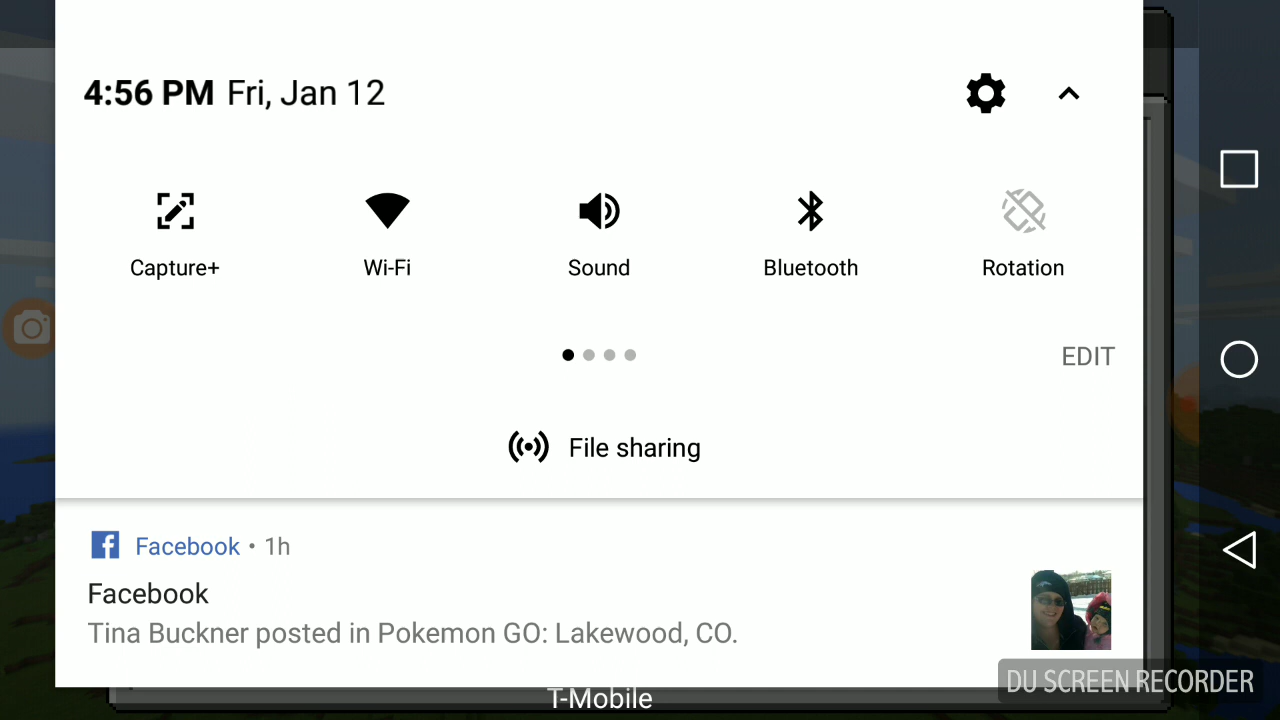 4:56 PM Fri, Jan 12
Capture+ Wi-Fi Sound Bluetooth Rotation
EDIT
File sharing
Facebook • 1h
Facebook
Tina Buckner posted in Pokemon GO: Lakewood, CO.
DU SCREEN RECORDER
T-Mobile